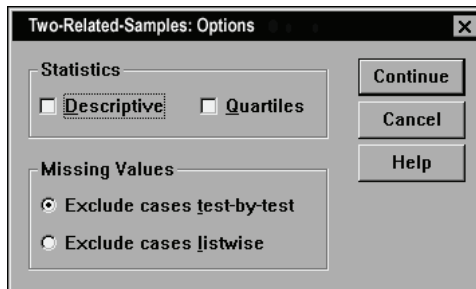 Two-Related-Samples: Options
Statistics
Descriptive
Quartiles
Missing Values
Exclude cases test-by-test
Exclude cases listwise
Continue
Cancel
Help